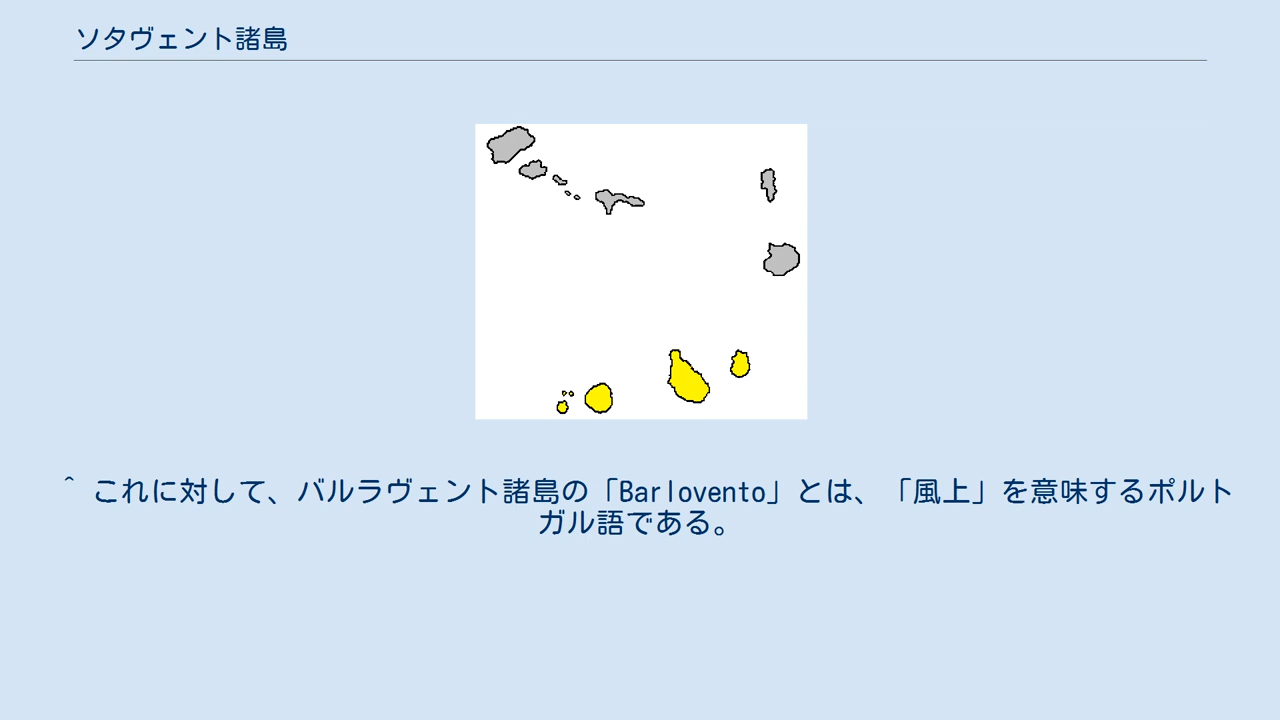 ソタヴェント諸島
^ これに対して、バルラヴェント諸島の「Barlovento」とは、「風上」を意味するポルト
ガル語である。